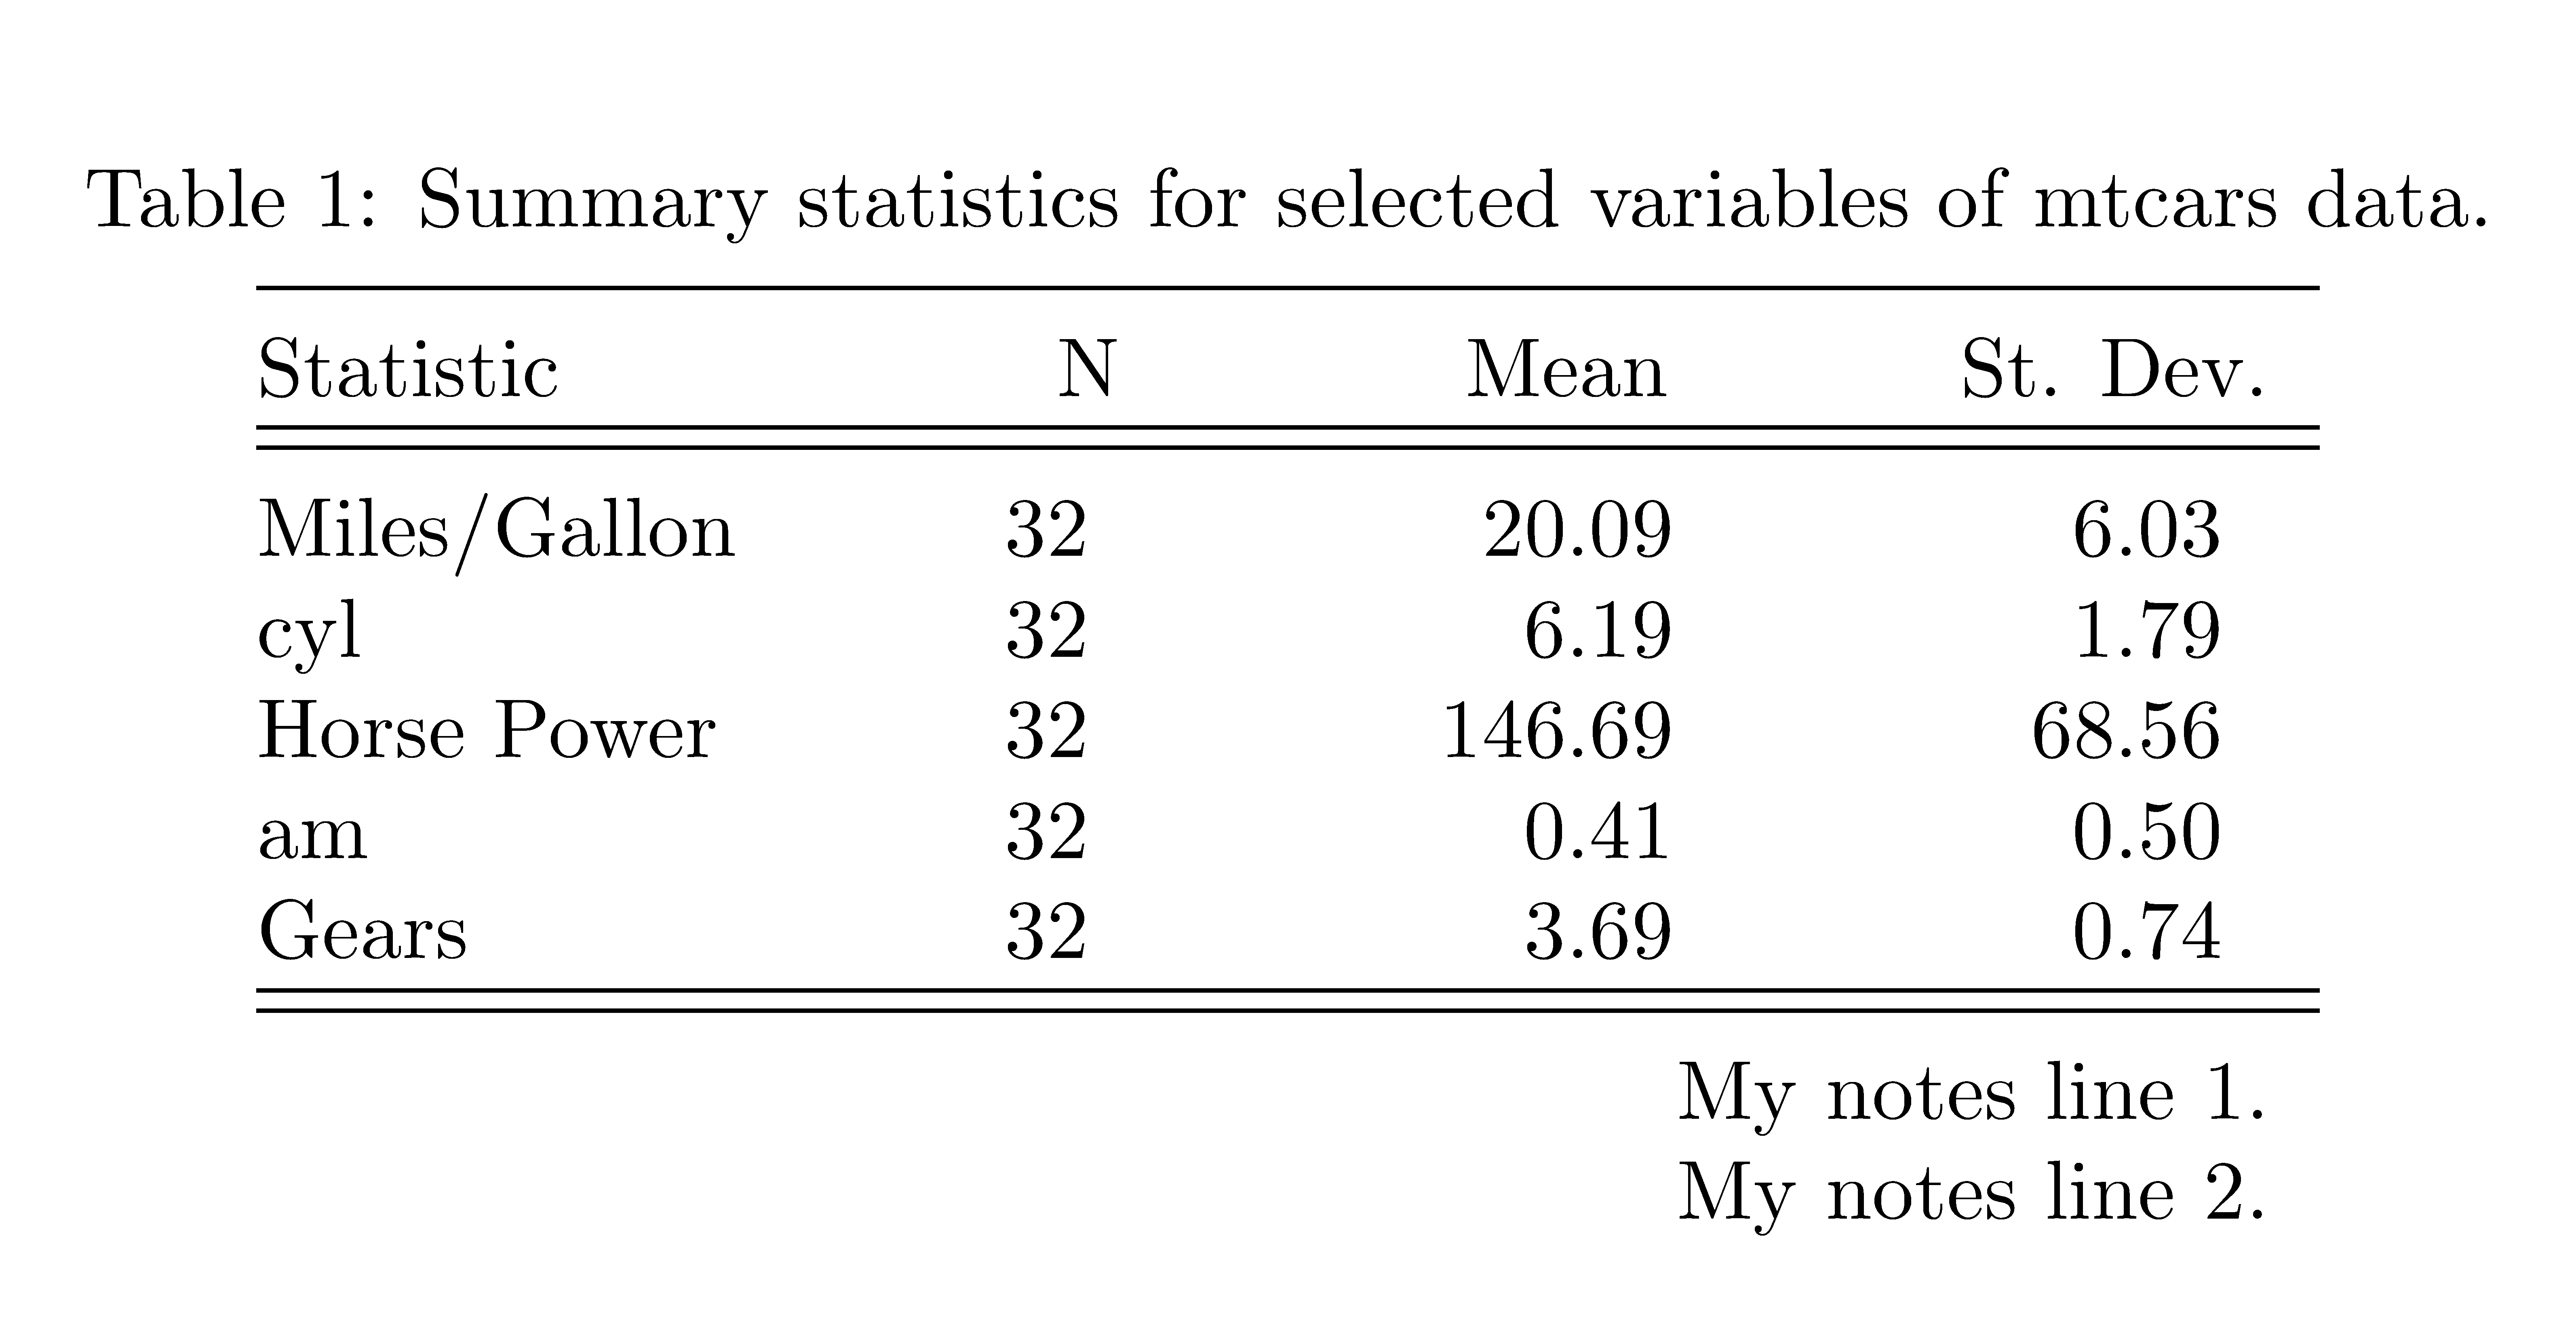 Table 1: Summary statistics for selected variables of mtcars data.
Statistic N Mean St. Dev.
Miles/Gallon 32 20.09 6.03
cyl 32 6.19 1.79
Horse Power 32 146.69 68.56
am 32 0.41 0.50
Gears 32 3.69 0.74
My notes line 1.
My notes line 2.